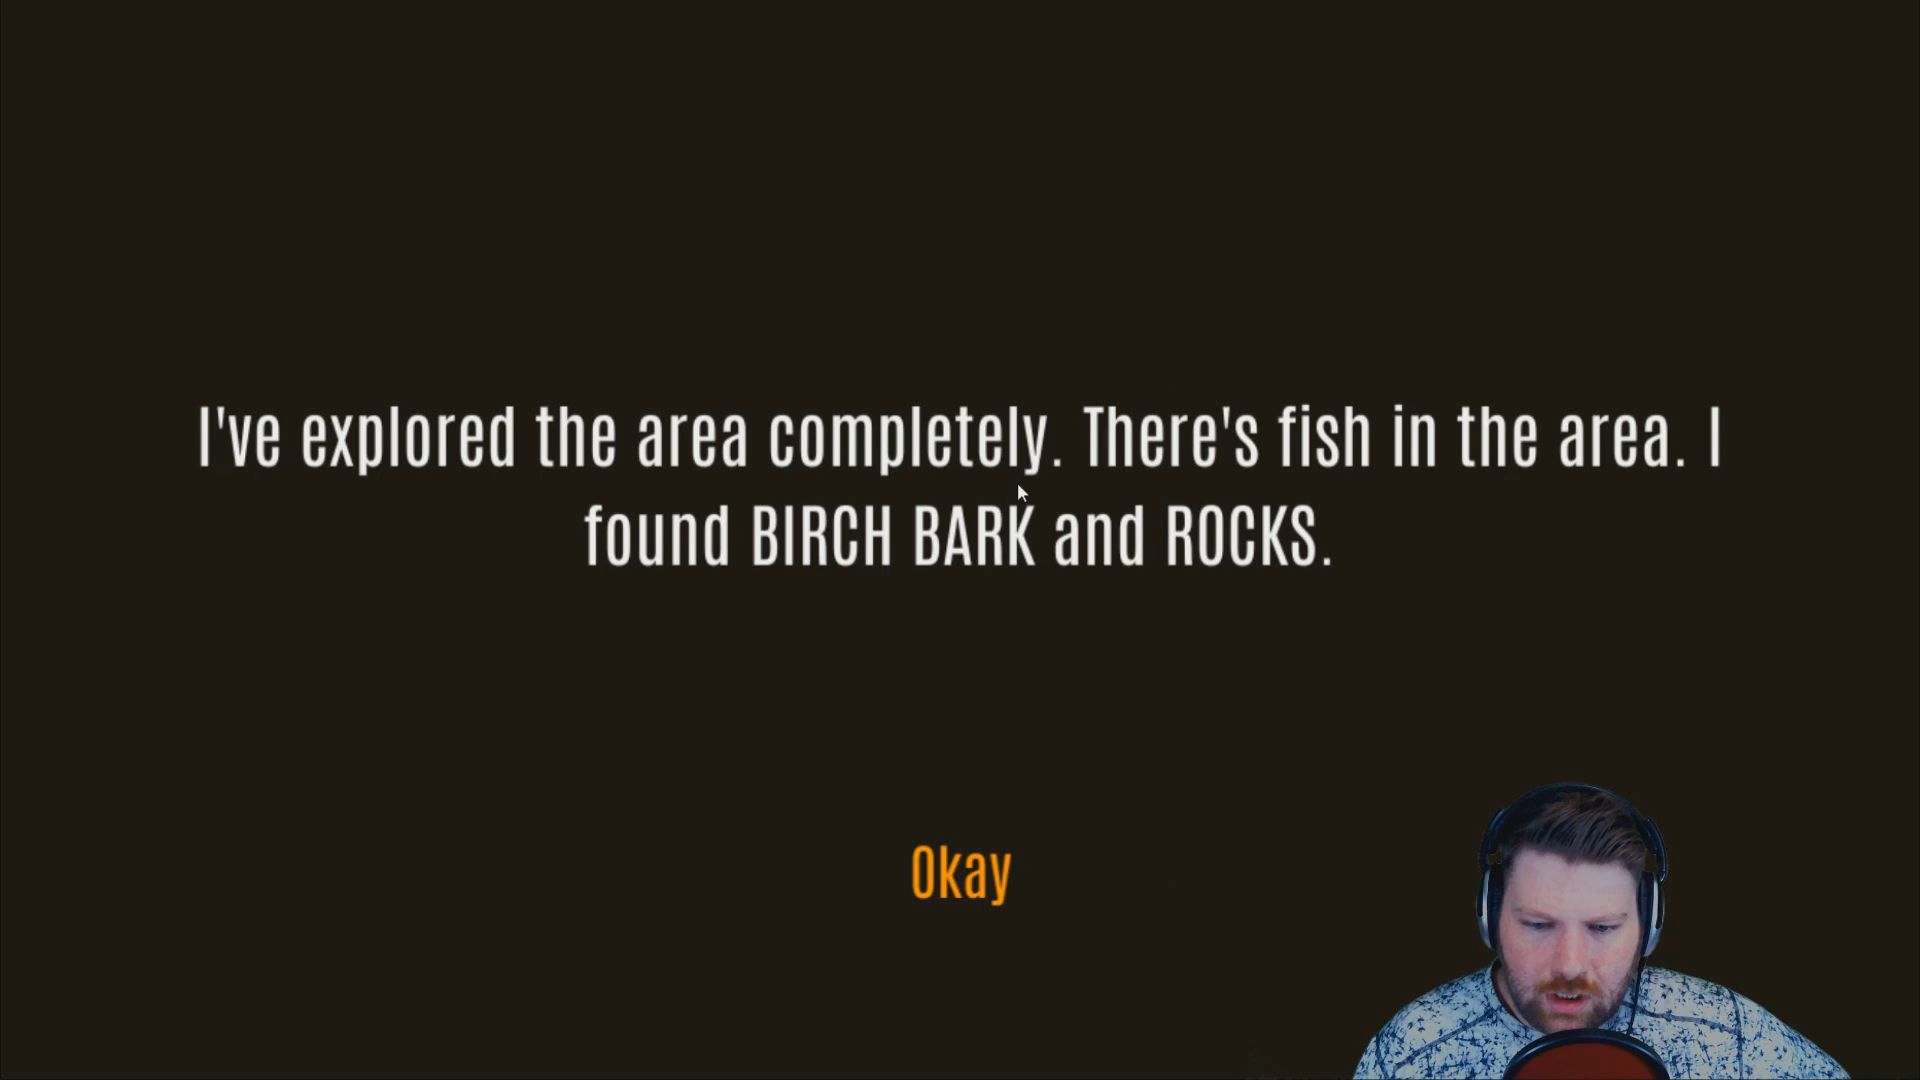 I've explored the area completely. There's fish in the area. I
found BIRCH BARK and ROCKS.
Okay